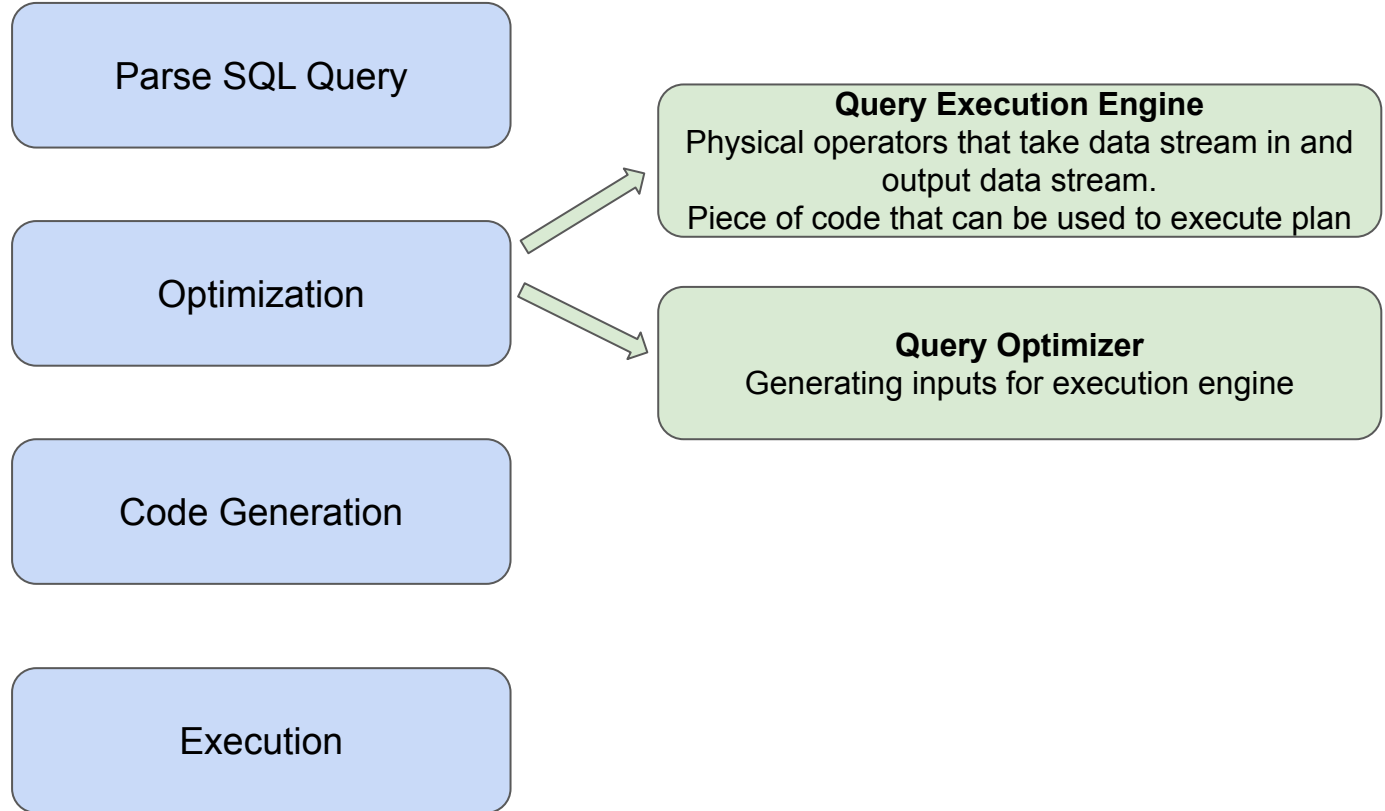 Parse SQL Query
Query Execution Engine
Physical operators that take data stream in and
output data stream.
Piece of code that can be used to execute plan
Optimization
Query Optimizer
Generating inputs for execution engine
Code Generation
Execution